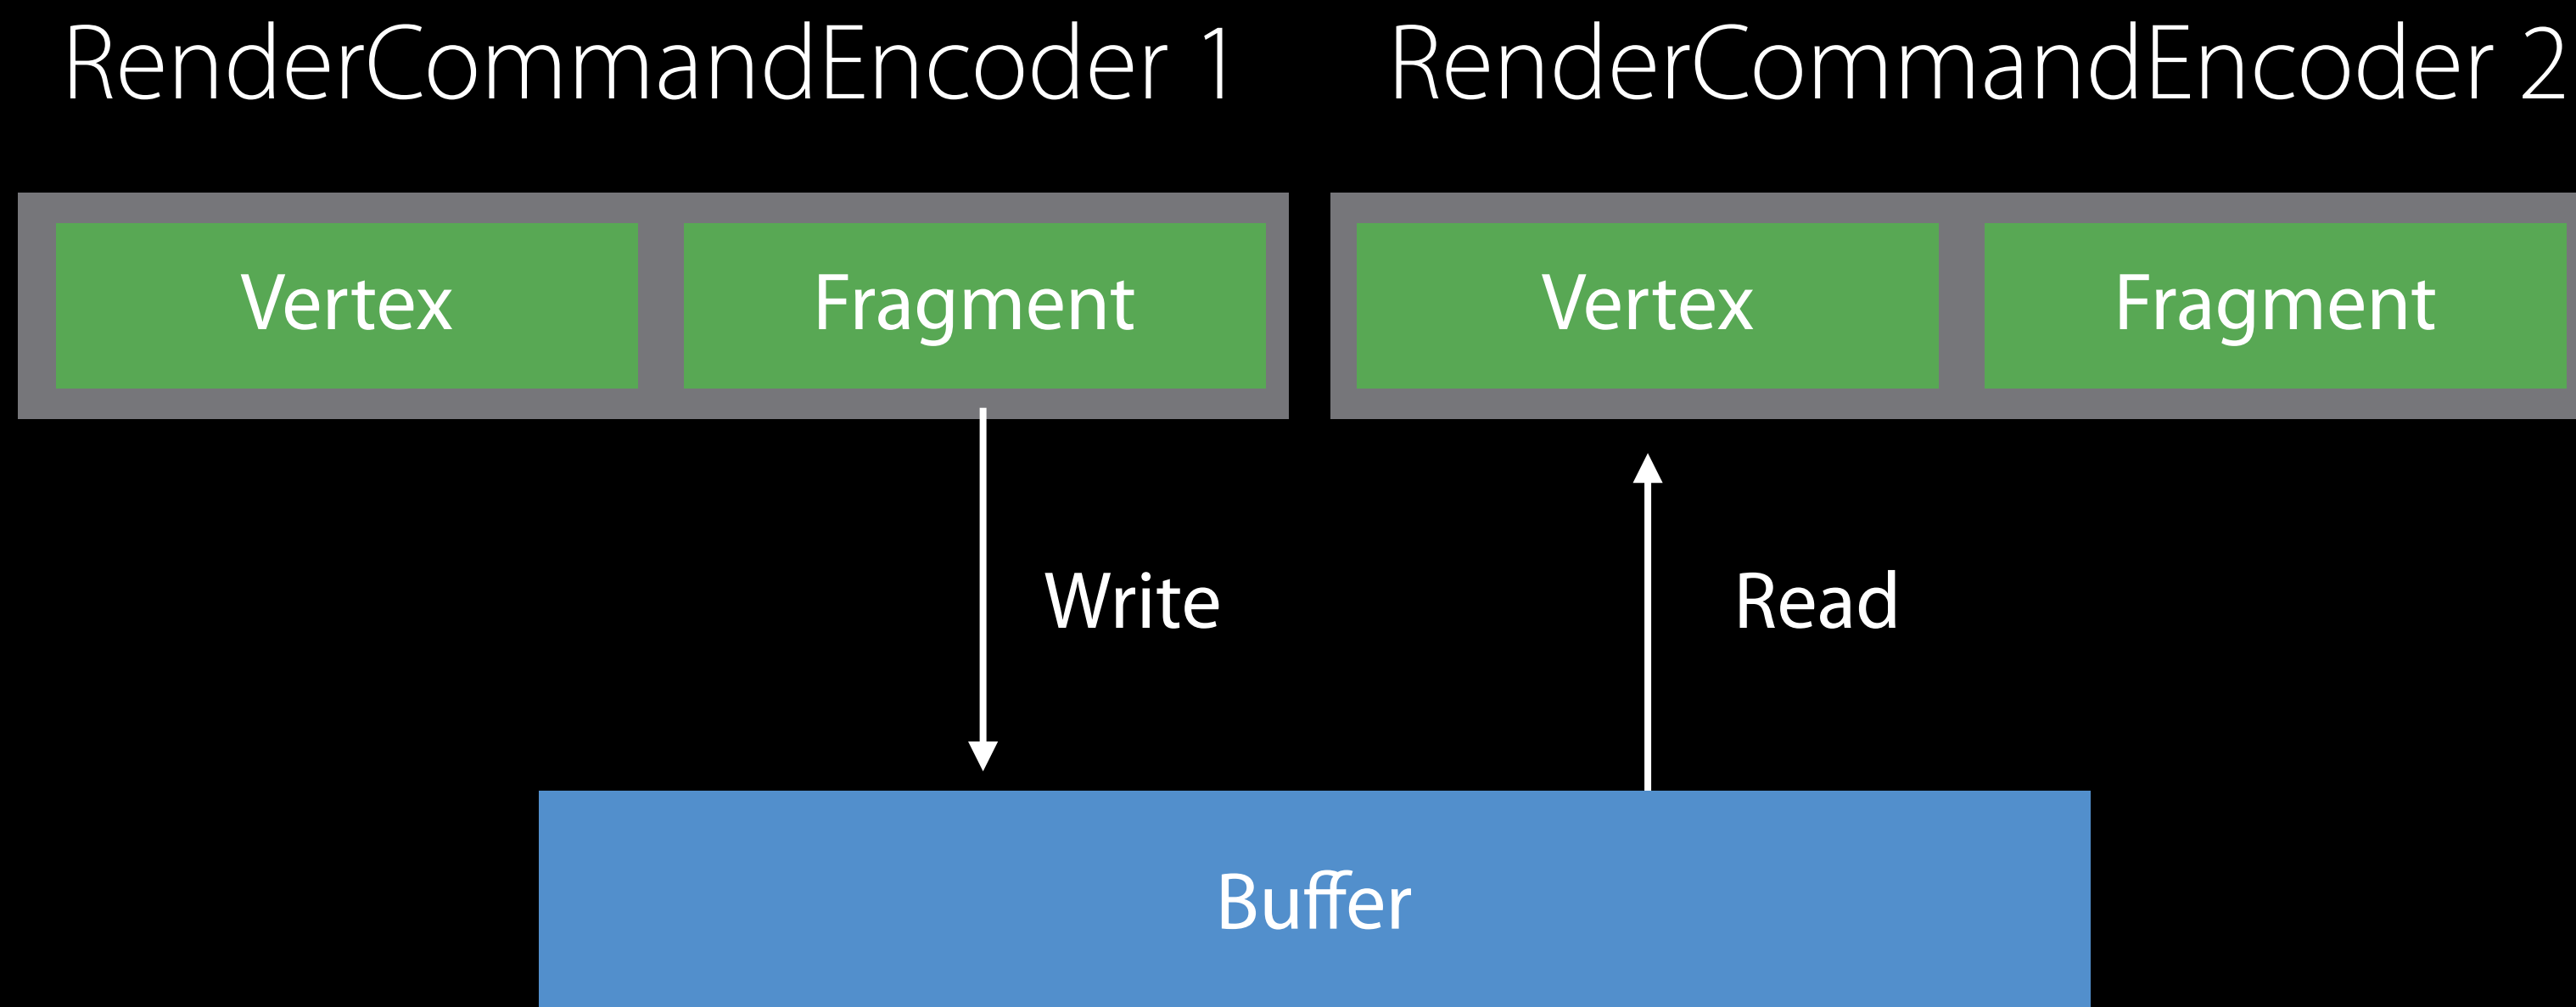 RenderCommandEncoder 1 RenderCommandEncoder 2
Vertex Fragment Vertex Fragment
Write Read
Buffer